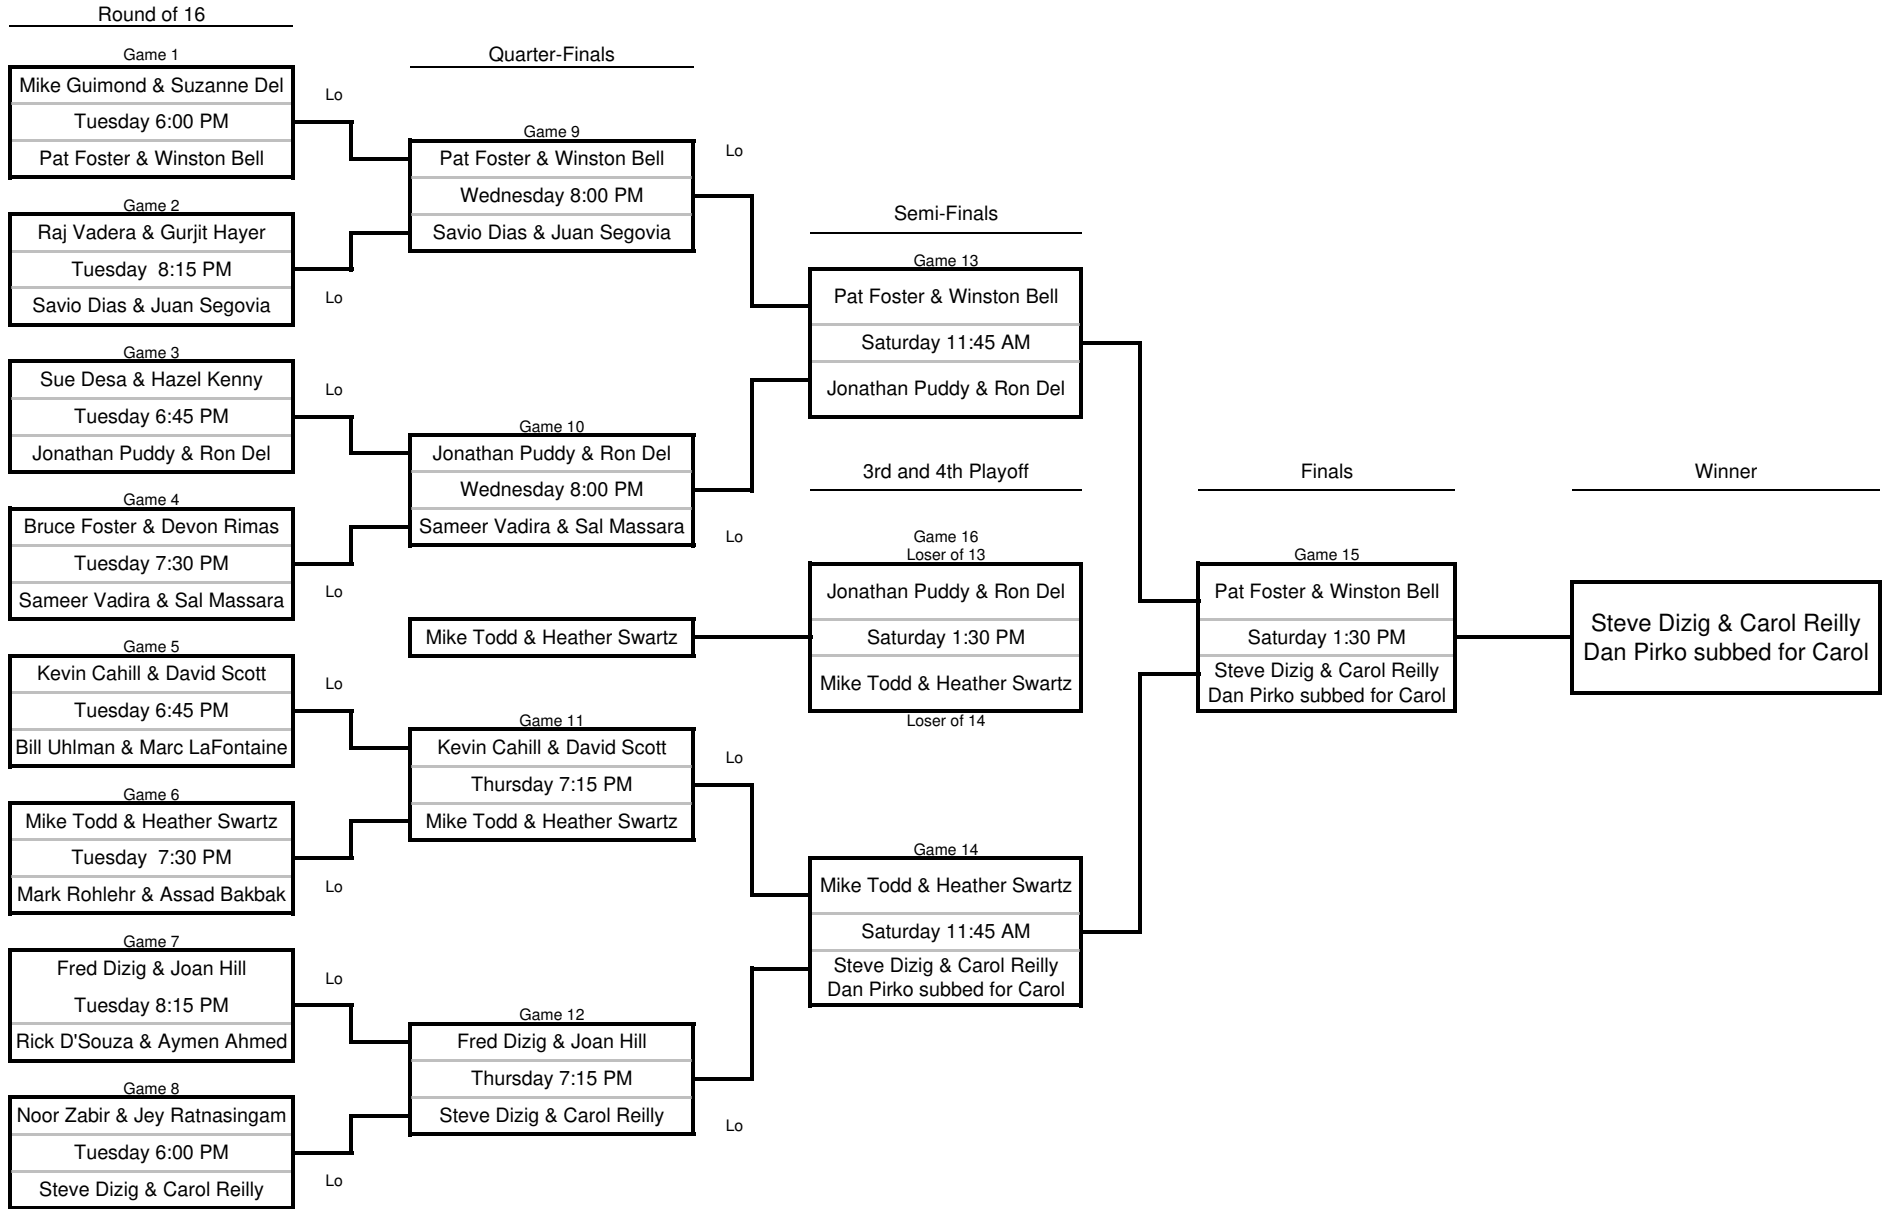 Round of 16
Game 1
Mike Guimond & Suzanne Del
Tuesday 6:00 PM
Pat Foster & Winston Bell
Lo
Game 2
Raj Vadera & Gurjit Hayer
Tuesday  8:15 PM
Savio Dias & Juan Segovia
Lo
Game 3
Sue Desa & Hazel Kenny
Tuesday 6:45 PM
Jonathan Puddy & Ron Del
Lo
Game 4
Bruce Foster & Devon Rimas
Tuesday 7:30 PM
Sameer Vadira & Sal Massara
Lo
Game 5
Kevin Cahill & David Scott
Tuesday 6:45 PM
Bill Uhlman & Marc LaFontaine
Lo
Game 6
Mike Todd & Heather Swartz
Tuesday  7:30 PM
Mark Rohlehr & Assad Bakbak
Lo
Game 7
Fred Dizig & Joan Hill
Tuesday 8:15 PM
Rick D'Souza & Aymen Ahmed
Lo
Game 8
Noor Zabir & Jey Ratnasingam
Tuesday 6:00 PM
Steve Dizig & Carol Reilly
Lo
Quarter-Finals
Game 9
Pat Foster & Winston Bell
Wednesday 8:00 PM
Savio Dias & Juan Segovia
Lo
Game 10
Jonathan Puddy & Ron Del
Wednesday 8:00 PM
Sameer Vadira & Sal Massara
Lo
Mike Todd & Heather Swartz
Game 11
Kevin Cahill & David Scott
Thursday 7:15 PM
Mike Todd & Heather Swartz
Lo
Game 12
Fred Dizig & Joan Hill
Thursday 7:15 PM
Steve Dizig & Carol Reilly
Lo
Semi-Finals
Game 13
Pat Foster & Winston Bell
Saturday 11:45 AM
Jonathan Puddy & Ron Del
3rd and 4th Playoff
Game 16
Loser of 13
Jonathan Puddy & Ron Del
Saturday 1:30 PM
Mike Todd & Heather Swartz
Loser of 14
Game 14
Mike Todd & Heather Swartz
Saturday 11:45 AM
Steve Dizig & Carol Reilly
Dan Pirko subbed for Carol
Finals
Game 15
Pat Foster & Winston Bell
Saturday 1:30 PM
Steve Dizig & Carol Reilly
Dan Pirko subbed for Carol
Winner
Steve Dizig & Carol Reilly
Dan Pirko subbed for Carol